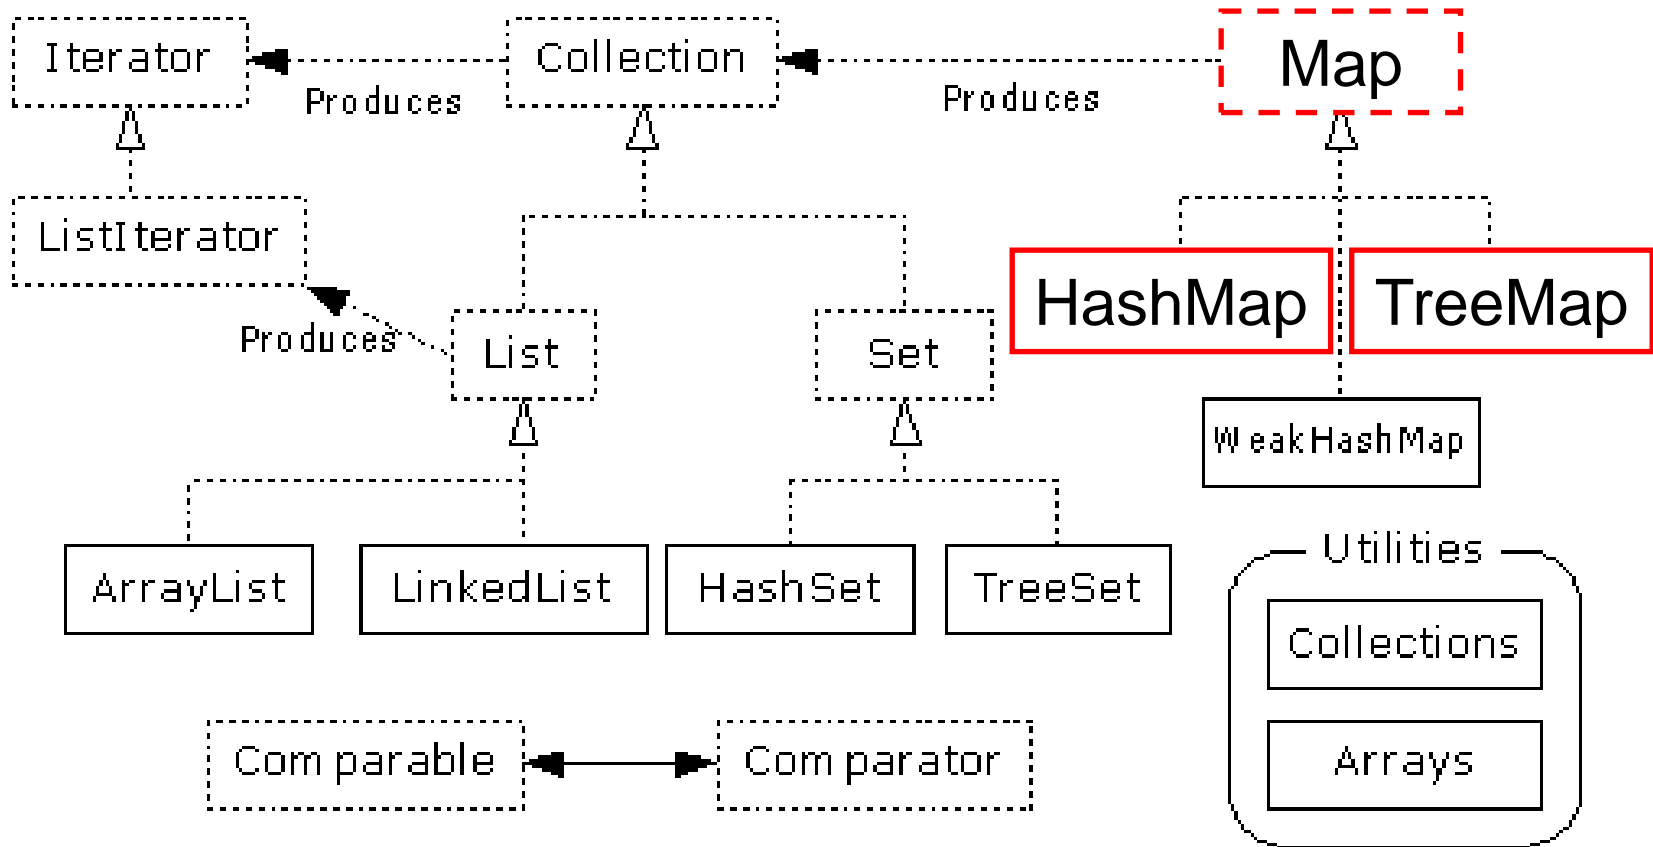 Iterator
Collection
Map
Produces
Produces
ListIterator
HashMap
TreeMap
Produces
List
Set
WeakHashMap
ArrayList
LinkedList
HashSet
TreeSet
Utilities
Collections
Arrays
Comparable
Comparator